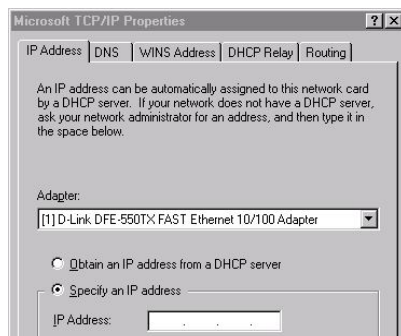 Microsoft TCP/IP Properties ? X
IP Address DNS WINS Address DHCP Relay Routing
An IP address can be automatically assigned to this network card
by a DHCP server. If your network does not have a DHCP server,
ask your network administrator for an address, and then type it in
the space below.
Adapter:
[1] D-Link DFE-550TX FAST Ethernet 10/100 Adapter
Obtain an IP address from a DHCP server
Specify an IP address
IP Address: . . .